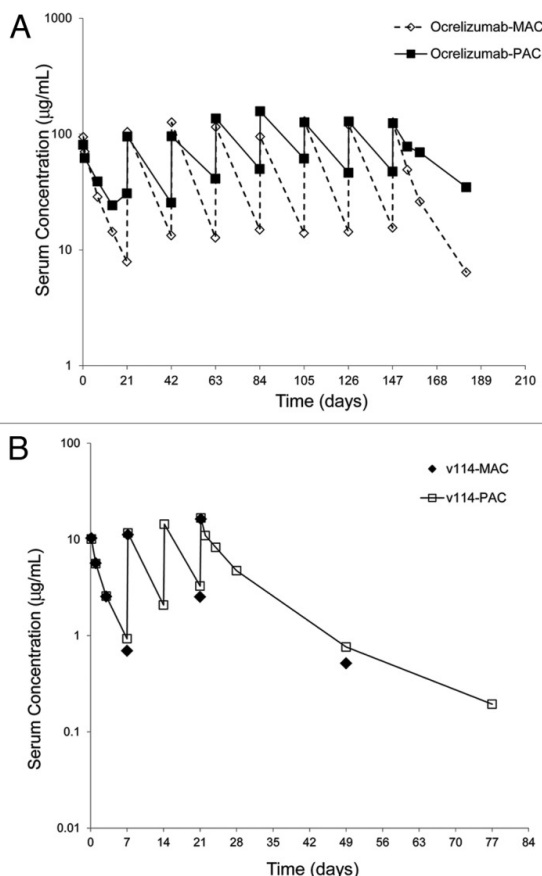 A
1000
100
10
1
Serum Concentration (µg/mL)
Ocrelizumab-MAC
Ocrelizumab-PAC
0 21 42 63 84 105 126 147 168 189 210
Time (days)
B
100
10
1
0.1
0.01
Serum Concentration (µg/mL)
v114-MAC
v114-PAC
0 7 14 21 28 35 42 49 56 63 70 77 84
Time (days)